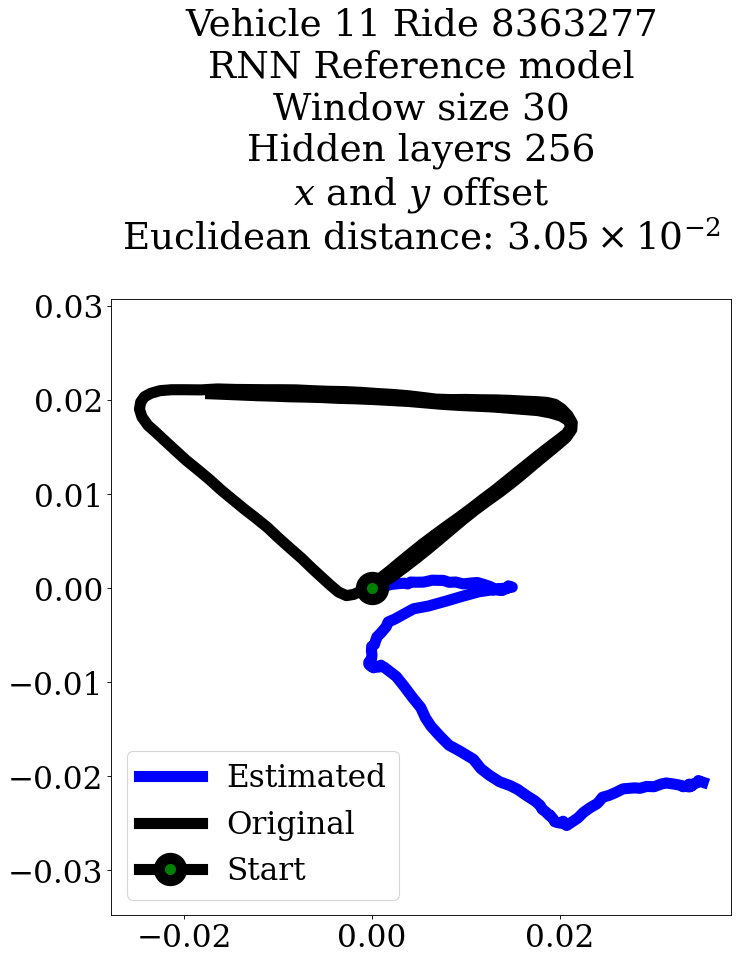 Vehicle 11 Ride 8363277
RNN Reference model
Window size 30
Hidden layers 256
x and y offset
Euclidean distance: 3.05 × 10⁻²
0.03
0.02
0.01
0.00
−0.01
−0.02
−0.03
Estimated
Original
Start
−0.02 0.00 0.02